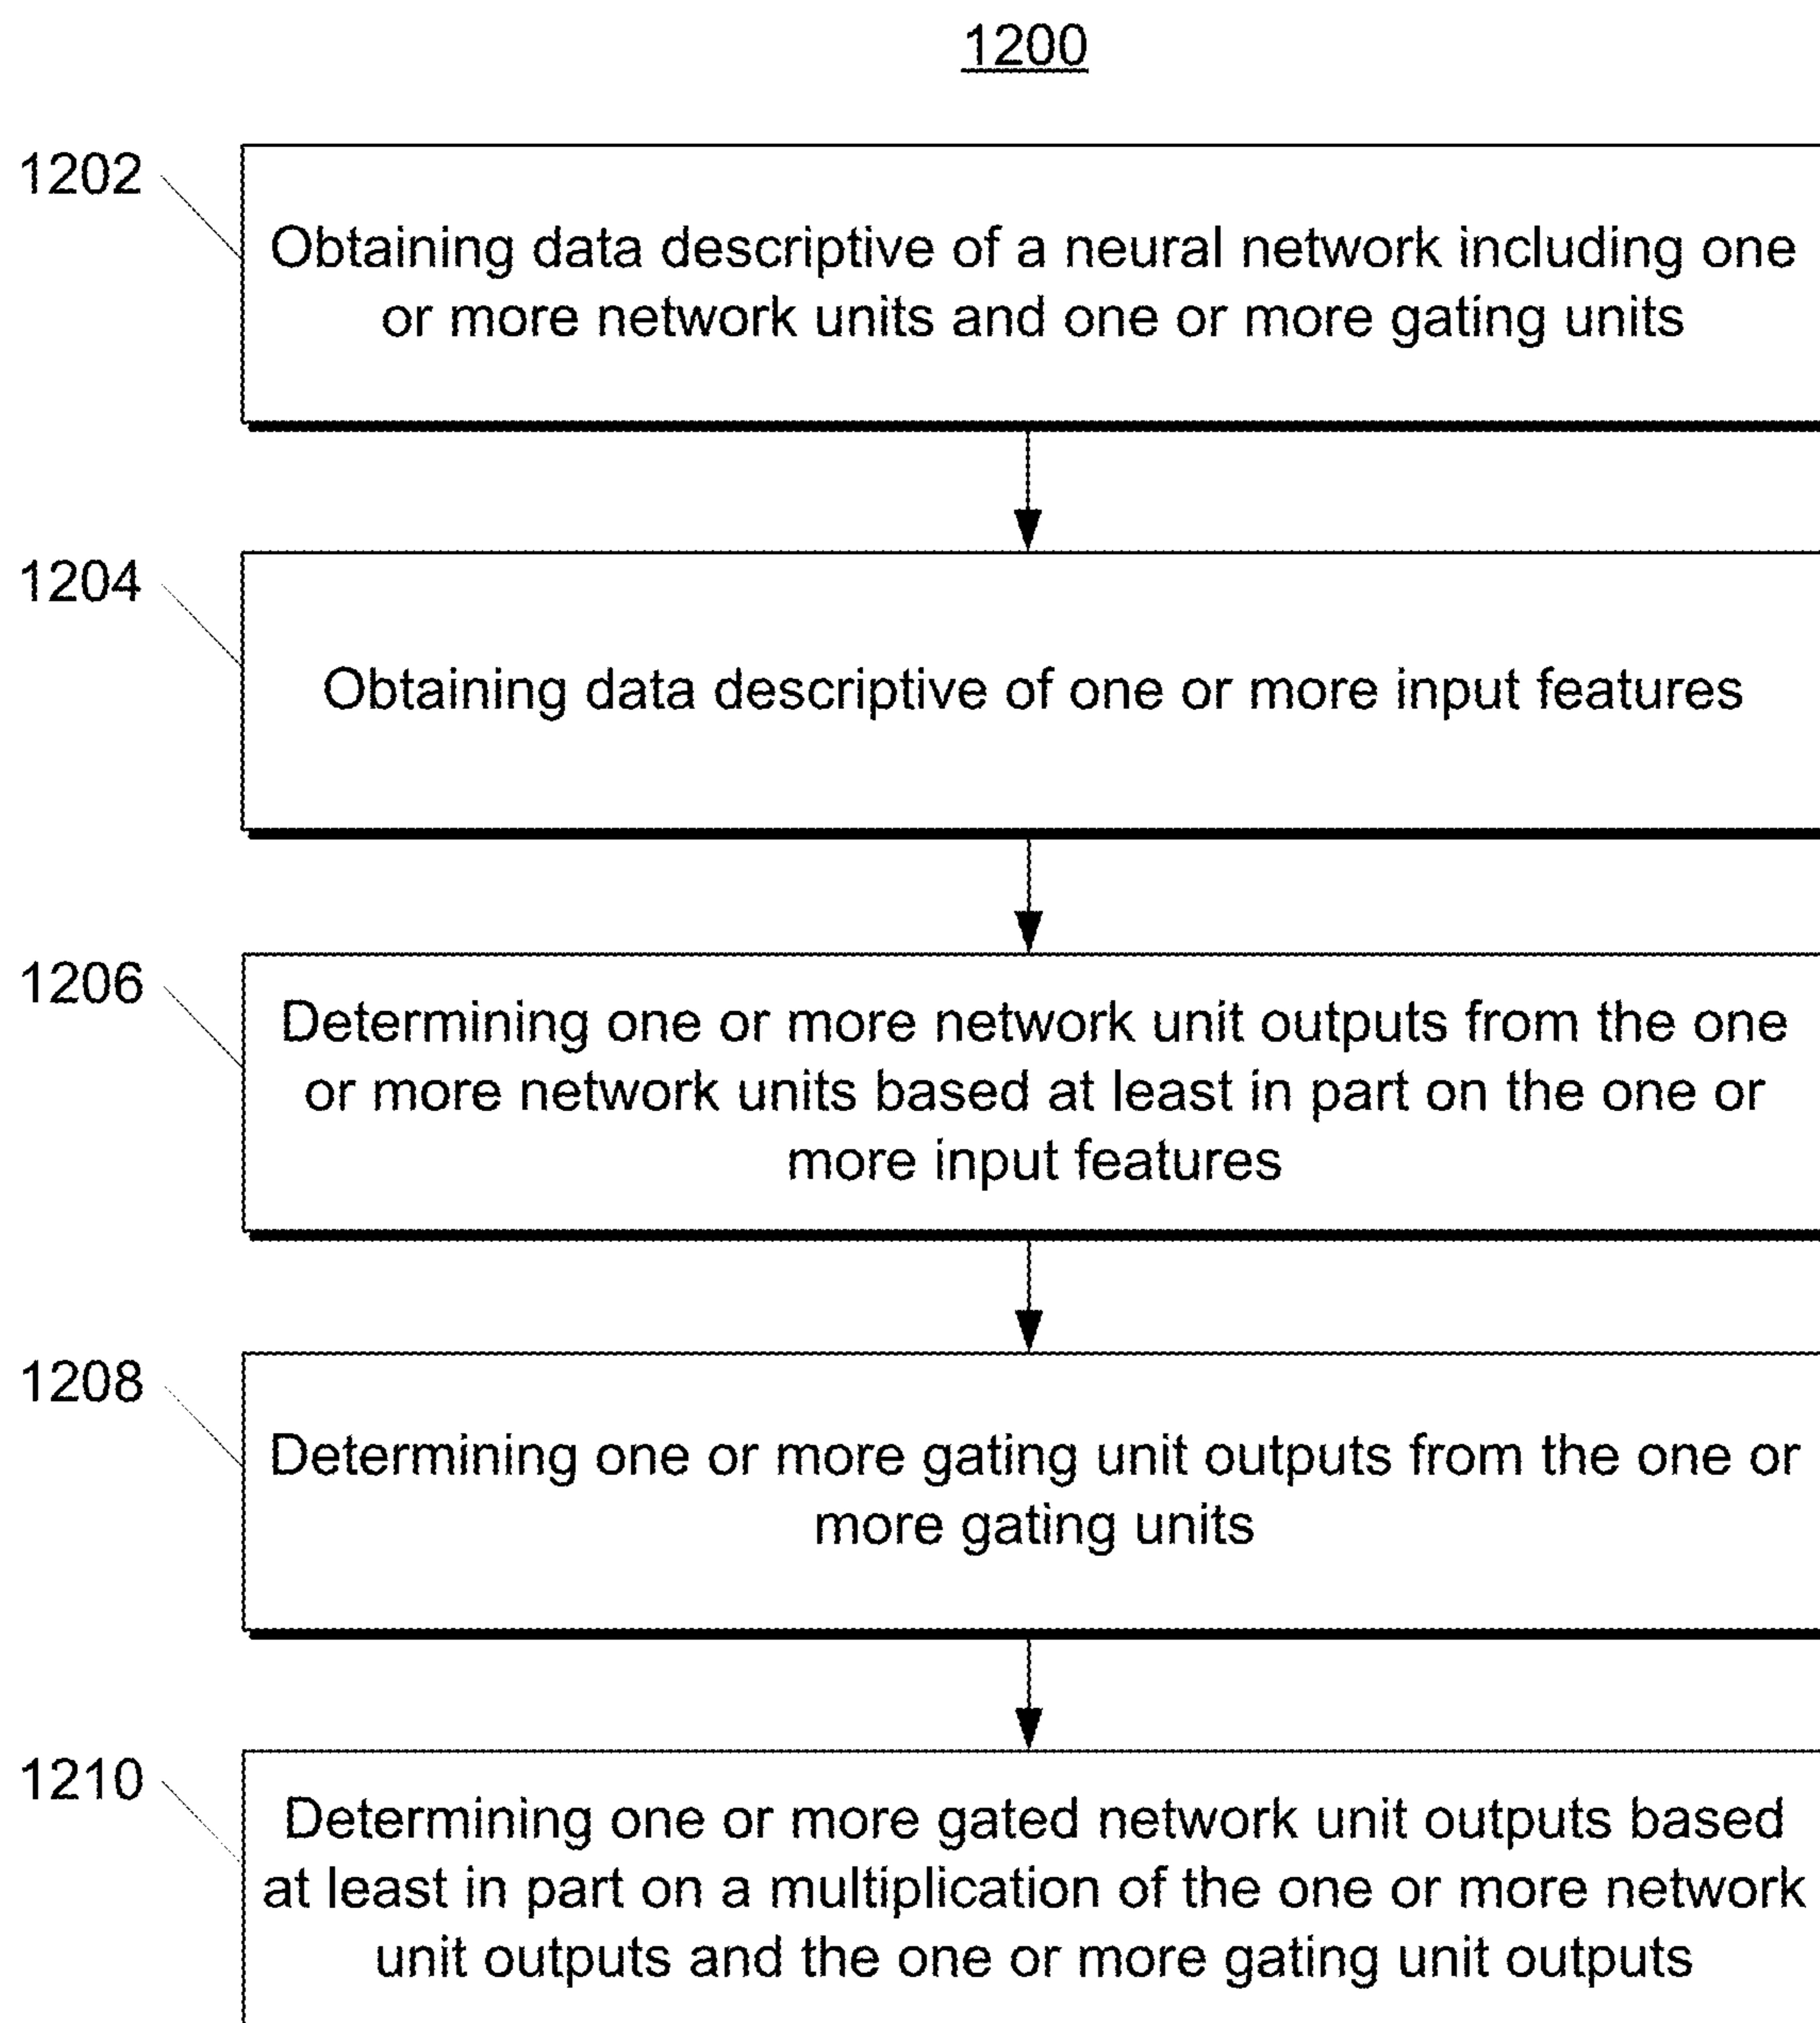 1200
1202
Obtaining data descriptive of a neural network including one
or more network units and one or more gating units
1204
Obtaining data descriptive of one or more input features
1206
Determining one or more network unit outputs from the one
or more network units based at least in part on the one or
more input features
1208
Determining one or more gating unit outputs from the one or
more gating units
1210
Determining one or more gated network unit outputs based
at least in part on a multiplication of the one or more network
unit outputs and the one or more gating unit outputs